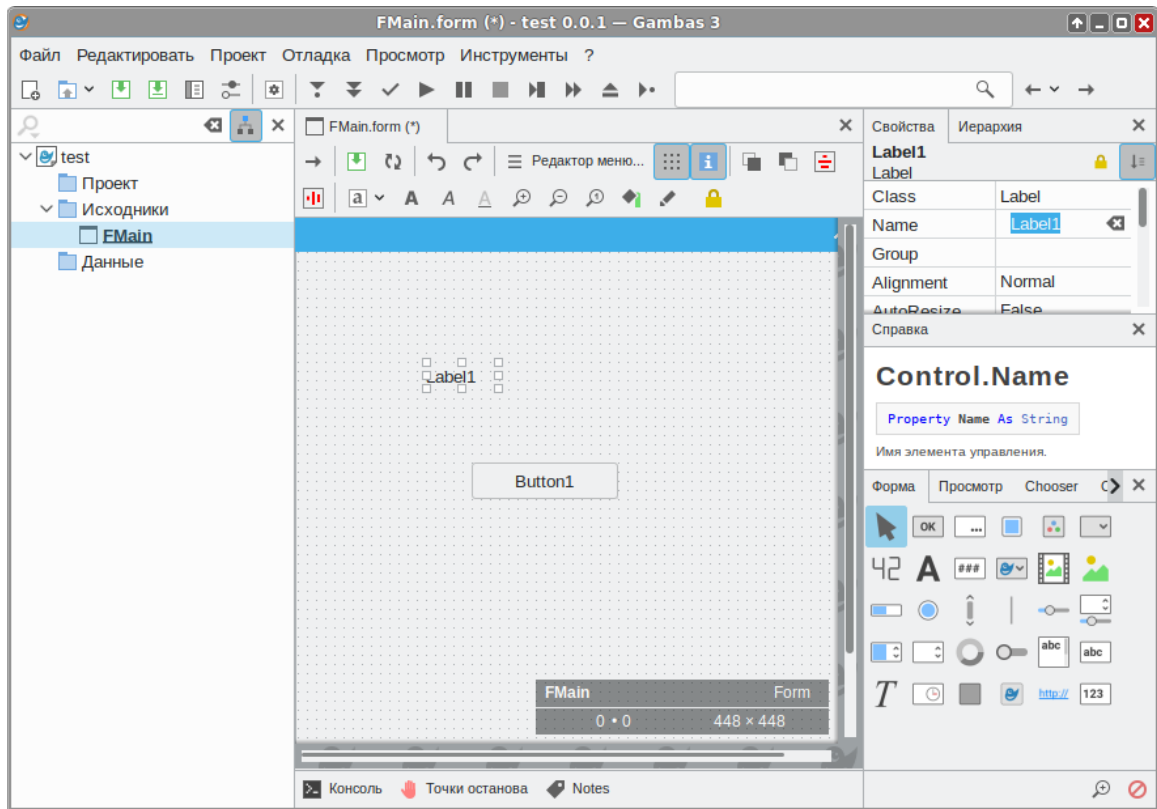 FMain.form (*) - test 0.0.1 — Gambas 3
Файл Редактировать Проект Отладка Просмотр Инструменты ?
test
Проект
Исходники
FMain
Данные
FMain.form (*)
Редактор меню...
a A A A
Label1
Button1
FMain Form
0 • 0 448 × 448
Консоль Точки останова Notes
Свойства Иерархия
Label1
Label
Class Label
Name Label1
Group
Alignment Normal
AutoResize False
Справка
Control.Name
Property Name As String
Имя элемента управления.
Форма Просмотр Chooser
OK ...
42 A ###
abc abc
T http:// 123